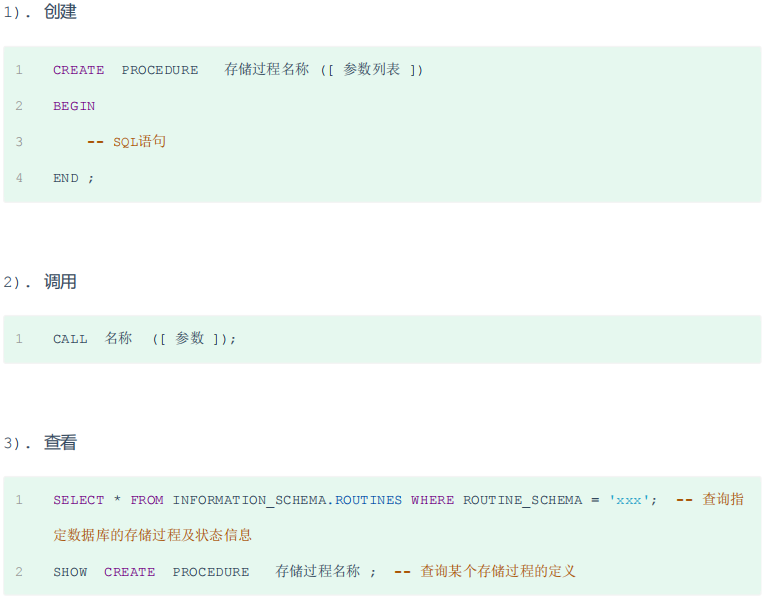 1). 创建
1 CREATE PROCEDURE 存储过程名称 ([ 参数列表 ])
2 BEGIN
3 -- SQL语句
4 END ;
2). 调用
1 CALL 名称 ([ 参数 ]);
3). 查看
1 SELECT * FROM INFORMATION_SCHEMA.ROUTINES WHERE ROUTINE_SCHEMA = 'xxx'; -- 查询指
定数据库的存储过程及状态信息
2 SHOW CREATE PROCEDURE 存储过程名称 ; -- 查询某个存储过程的定义